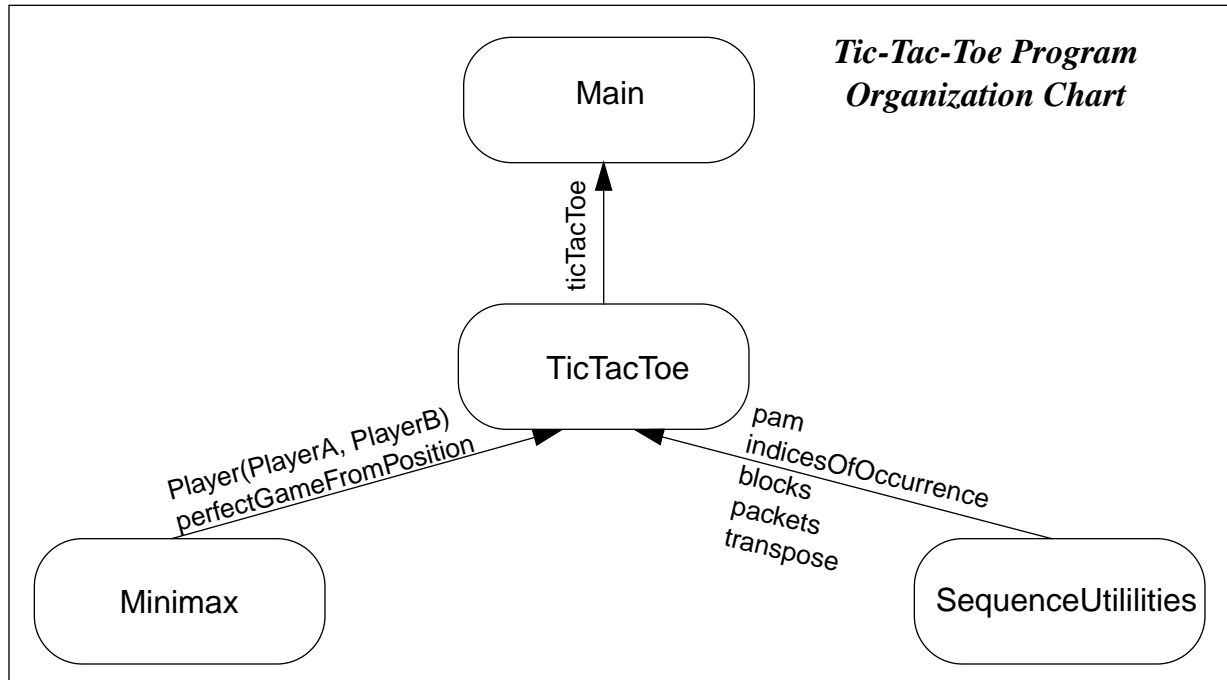 Tic-Tac-Toe Program
Organization Chart
Main
ticTacToe
TicTacToe
Player(PlayerA, PlayerB)
perfectGameFromPosition
pam
indicesOfOccurrence
blocks
packets
transpose
Minimax
SequenceUtililities